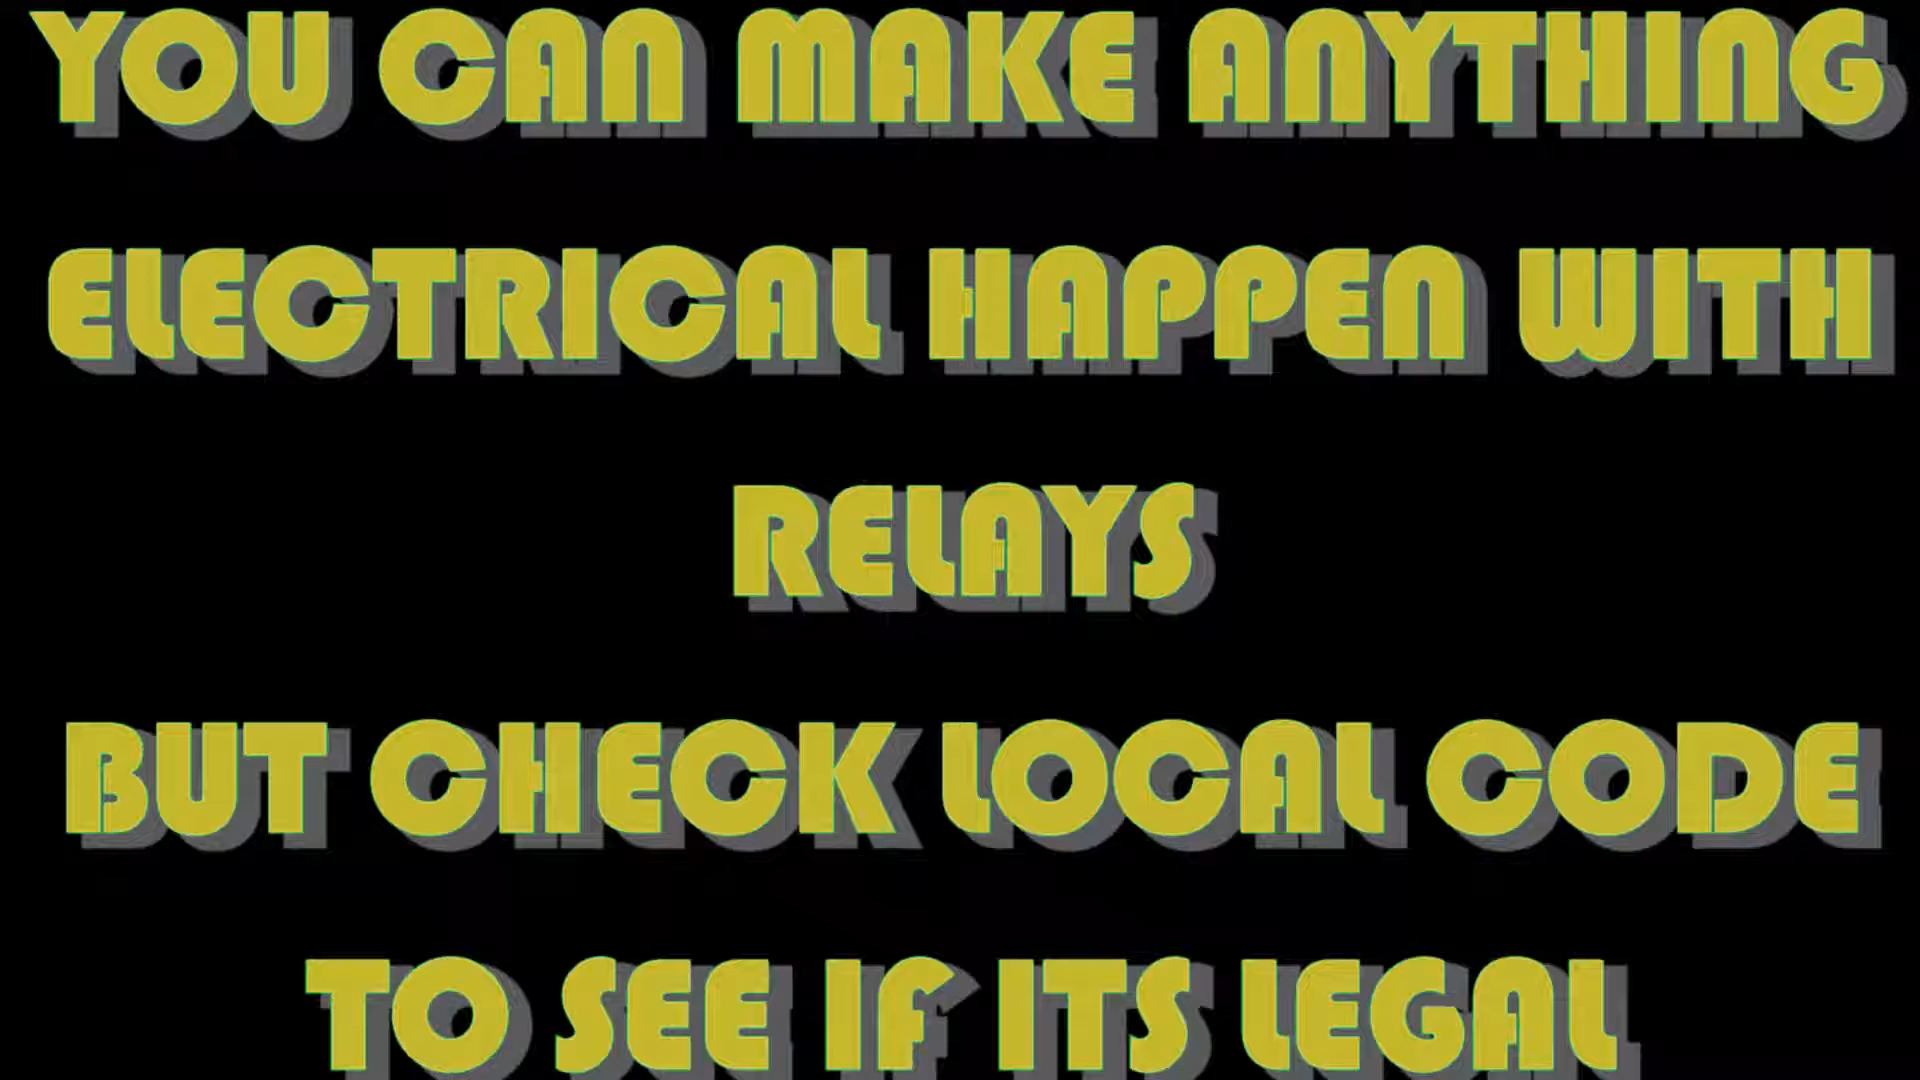 YOU CAN MAKE ANYTHING
ELECTRICAL HAPPEN WITH
RELAYS
BUT CHECK LOCAL CODE
TO SEE IF ITS LEGAL